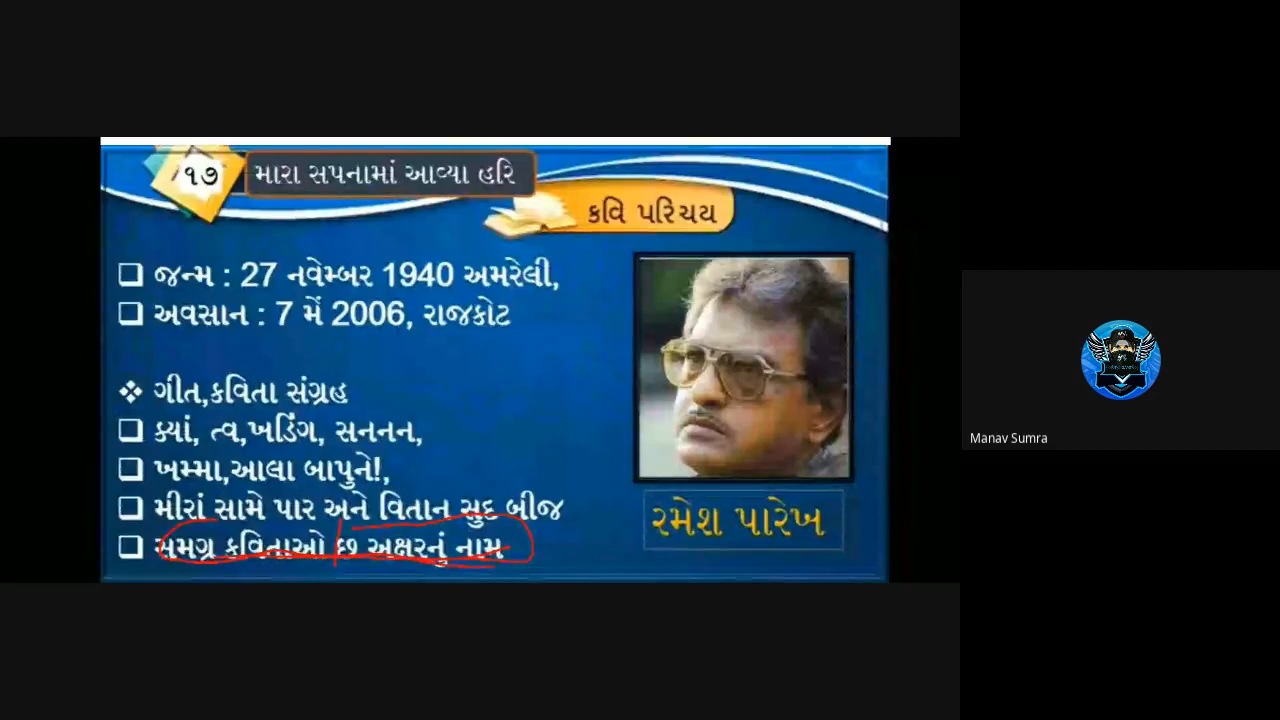 ૧૭ મારા સપનામાં આવ્યા હરિ
કવિ પરિચય
❑ જન્મ : 27 નવેમ્બર 1940 અમરેલી,
❑ અવસાન : 7 મેં 2006, રાજકોટ
❖ ગીત,કવિતા સંગ્રહ
❑ ક્યાં, ત્વ,ખડિંગ, સનનન,
❑ ખમ્મા,આલા બાપુને!,
❑ મીરાં સામે પાર અને વિતાન સુદ બીજ
❑ સમગ્ર કવિતાઓ છ અક્ષરનું નામ
રમેશ પારેખ
Manav Sumra